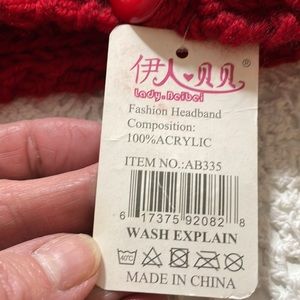 伊人贝贝
®
Lady.Beibei
Fashion Headband
Composition:
100%ACRYLIC
ITEM NO.:AB335
6 17375 92082 8
WASH EXPLAIN
40℃
MADE IN CHINA